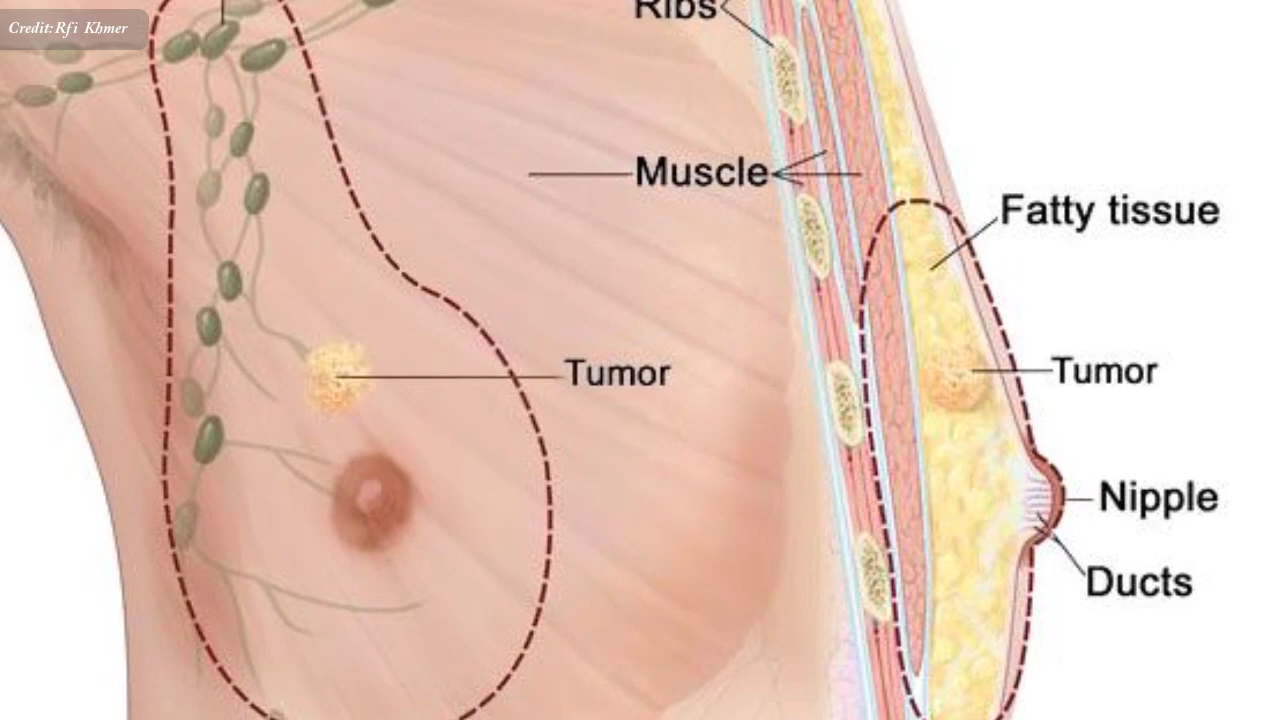 Credit:Rfi Khmer
Ribs
Muscle
Fatty tissue
Tumor
Tumor
Nipple
Ducts